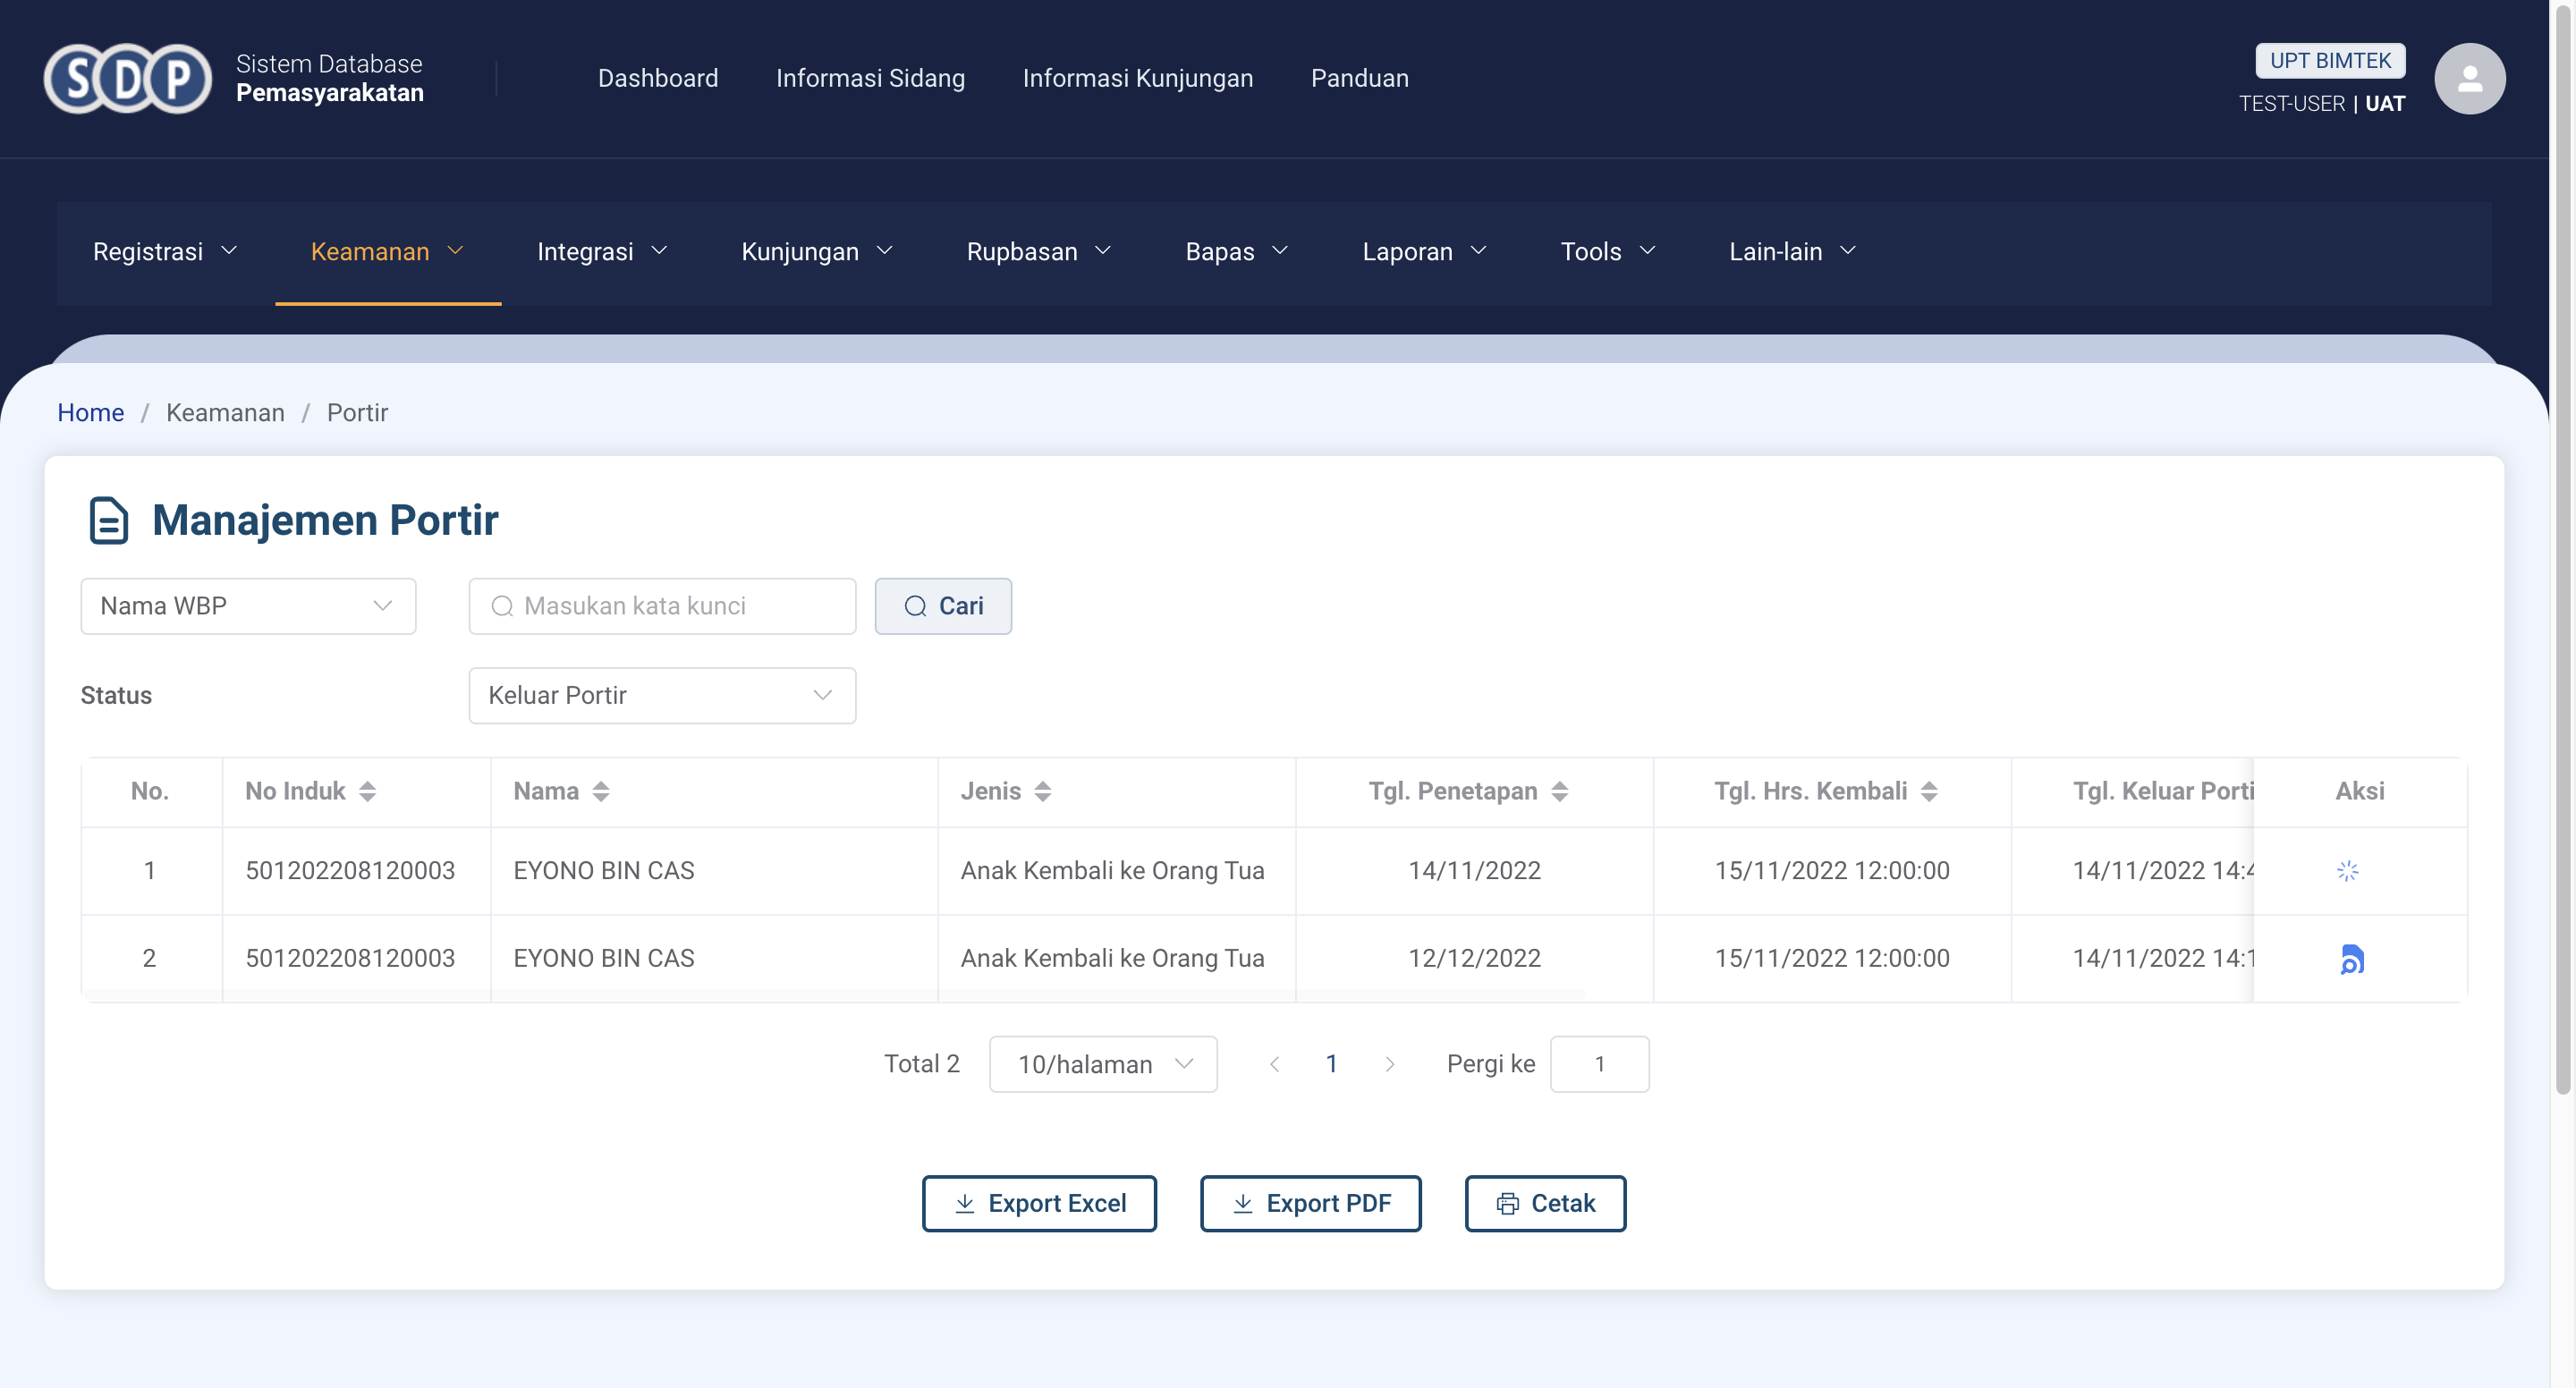 SDP
Sistem Database
Pemasyarakatan
Dashboard
Informasi Sidang
Informasi Kunjungan
Panduan
UPT BIMTEK
TEST-USER | UAT
Registrasi
Keamanan
Integrasi
Kunjungan
Rupbasan
Bapas
Laporan
Tools
Lain-lain
Home / Keamanan / Portir
Manajemen Portir
Nama WBP
Masukan kata kunci
Cari
Status
Keluar Portir
No. No Induk Nama Jenis Tgl. Penetapan Tgl. Hrs. Kembali Tgl. Keluar Porti Aksi
1 501202208120003 EYONO BIN CAS Anak Kembali ke Orang Tua 14/11/2022 15/11/2022 12:00:00 14/11/2022 14:4
2 501202208120003 EYONO BIN CAS Anak Kembali ke Orang Tua 12/12/2022 15/11/2022 12:00:00 14/11/2022 14:1
Total 2 10/halaman 1 Pergi ke 1
Export Excel
Export PDF
Cetak